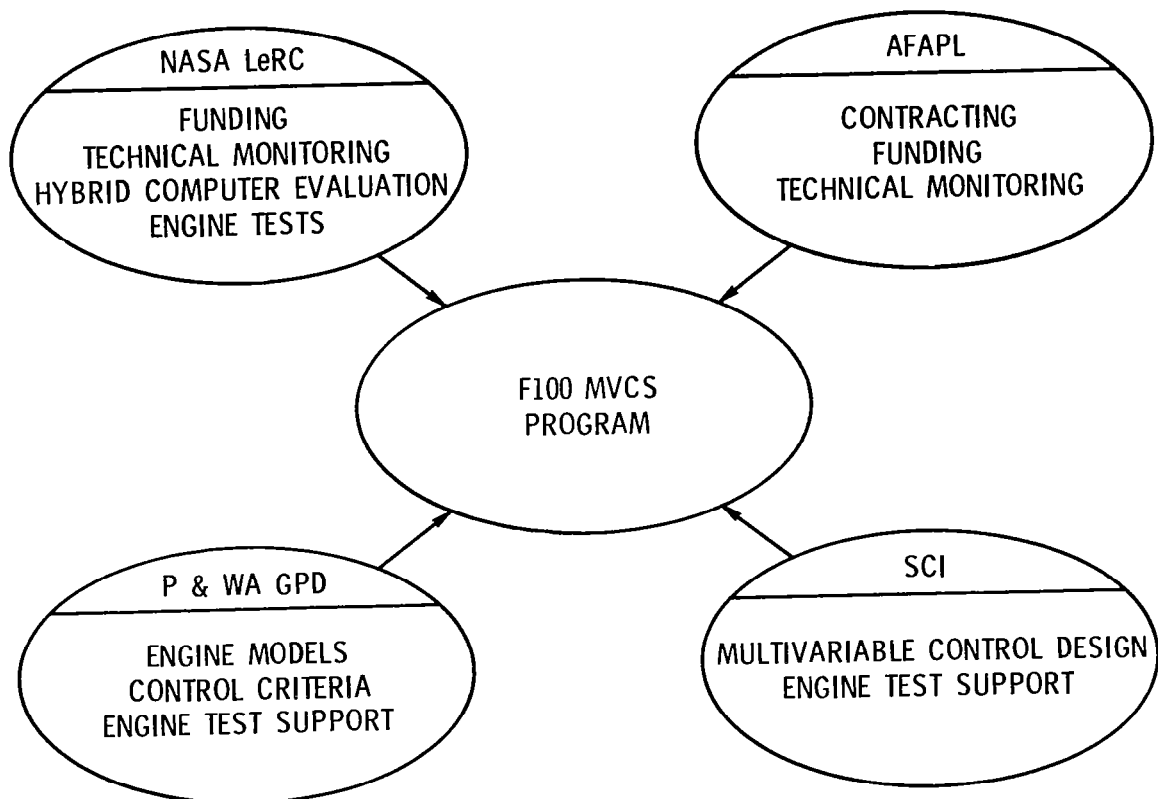 NASA LeRC
FUNDING
TECHNICAL MONITORING
HYBRID COMPUTER EVALUATION
ENGINE TESTS
AFAPL
CONTRACTING
FUNDING
TECHNICAL MONITORING
F100 MVCS
PROGRAM
P & WA GPD
ENGINE MODELS
CONTROL CRITERIA
ENGINE TEST SUPPORT
SCI
MULTIVARIABLE CONTROL DESIGN
ENGINE TEST SUPPORT